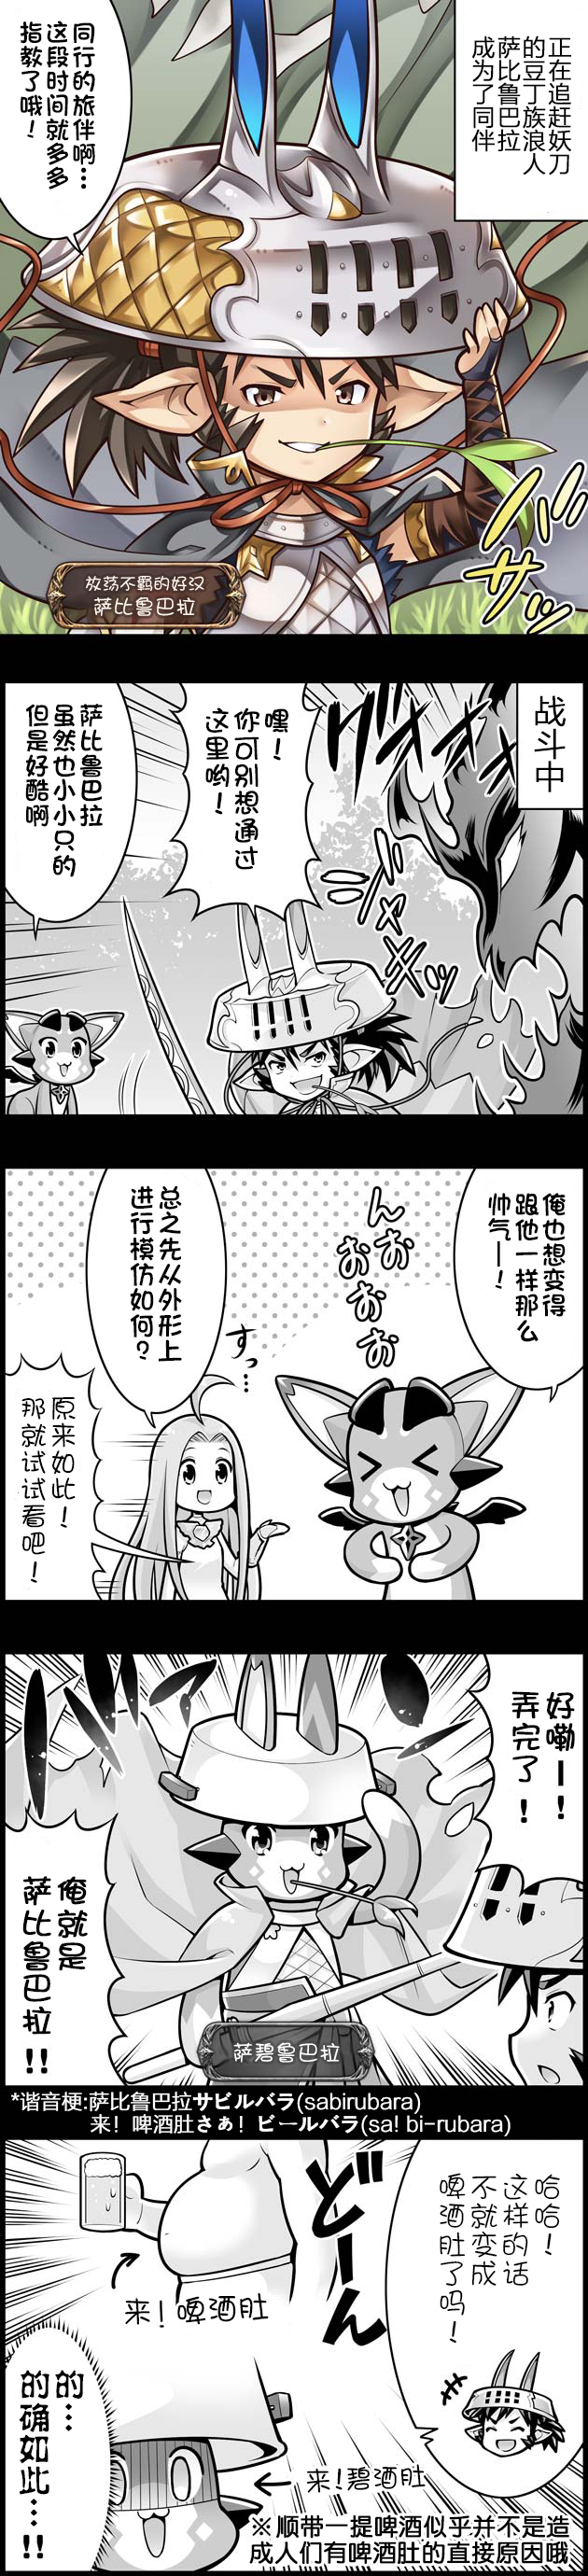 正在追赶妖刀
的豆丁族浪人
萨比鲁巴拉
成为了同伴
同行的旅伴啊…
这段时间就多多
指教了哦！
バサッ
放荡不羁的好汉
萨比鲁巴拉
战斗中
嘿！
你可别想通过
这里哟！
ジャキッ
萨比鲁巴拉
虽然也小小只的
但是好酷啊
俺也想变得
跟他一样那么
帅气ー！
んおおおお
总之先从外形上
进行模仿如何？
すっ…
原来如此！
那就试试看吧！
好嘞ー！
弄完了！
俺就是
萨比鲁巴拉!!
萨碧鲁巴拉
*谐音梗:萨比鲁巴拉サビルバラ(sabirubara)
来！啤酒肚さあ！ビールバラ(sa! bi-rubara)
哈哈！
这样的话
不就变成
啤酒肚了吗！
どーん
来！啤酒肚
的…
的确如此…!!
来！碧酒肚
※顺带一提啤酒似乎并不是造
成人们有啤酒肚的直接原因哦